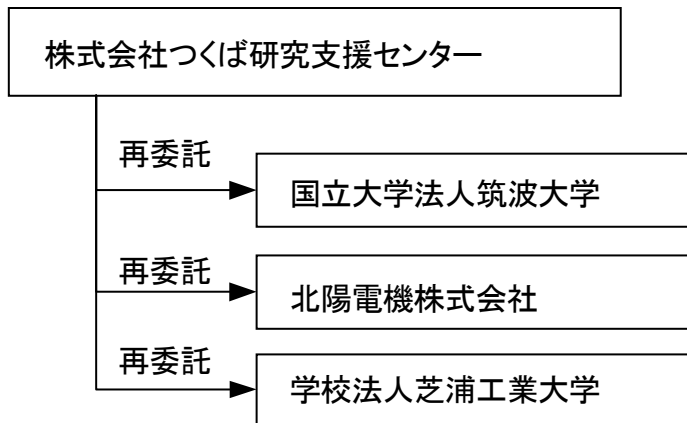 株式会社つくば研究支援センター
再委託
国立大学法人筑波大学
再委託
北陽電機株式会社
再委託
学校法人芝浦工業大学